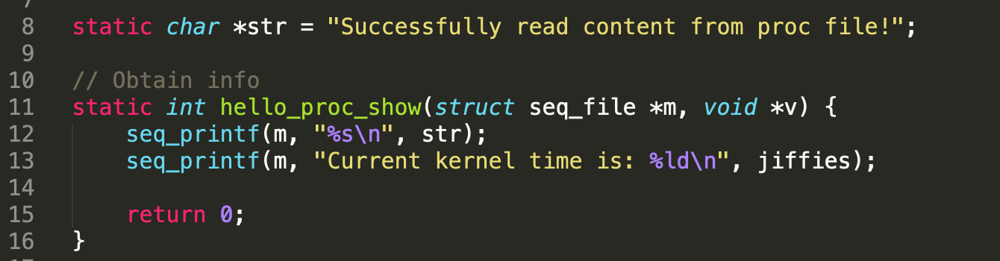 8 static char *str = "Successfully read content from proc file!";
9
10 // Obtain info
11 static int hello_proc_show(struct seq_file *m, void *v) {
12     seq_printf(m, "%s\n", str);
13     seq_printf(m, "Current kernel time is: %ld\n", jiffies);
14
15     return 0;
16 }